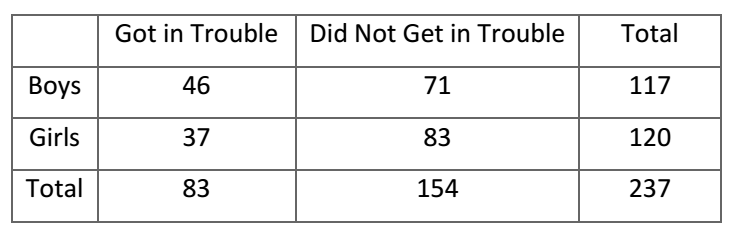 Got in Trouble Did Not Get in Trouble Total
Boys 46 71 117
Girls 37 83 120
Total 83 154 237